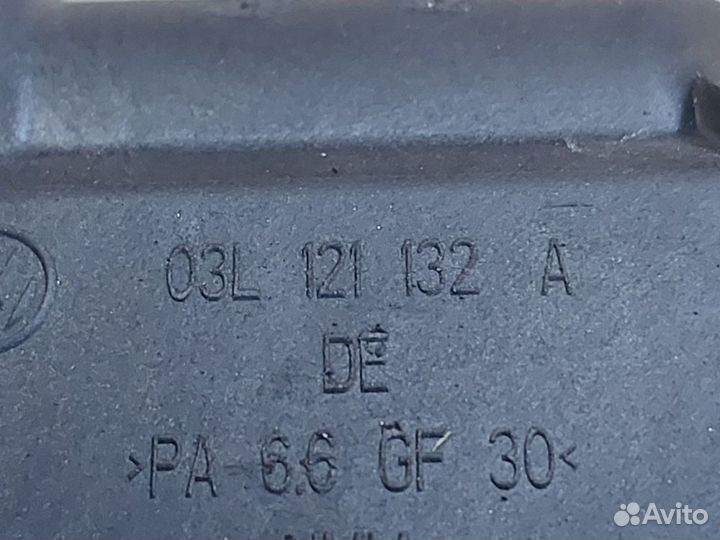 03L 121 132 A
DE
>PA 6.6 GF 30<
Avito